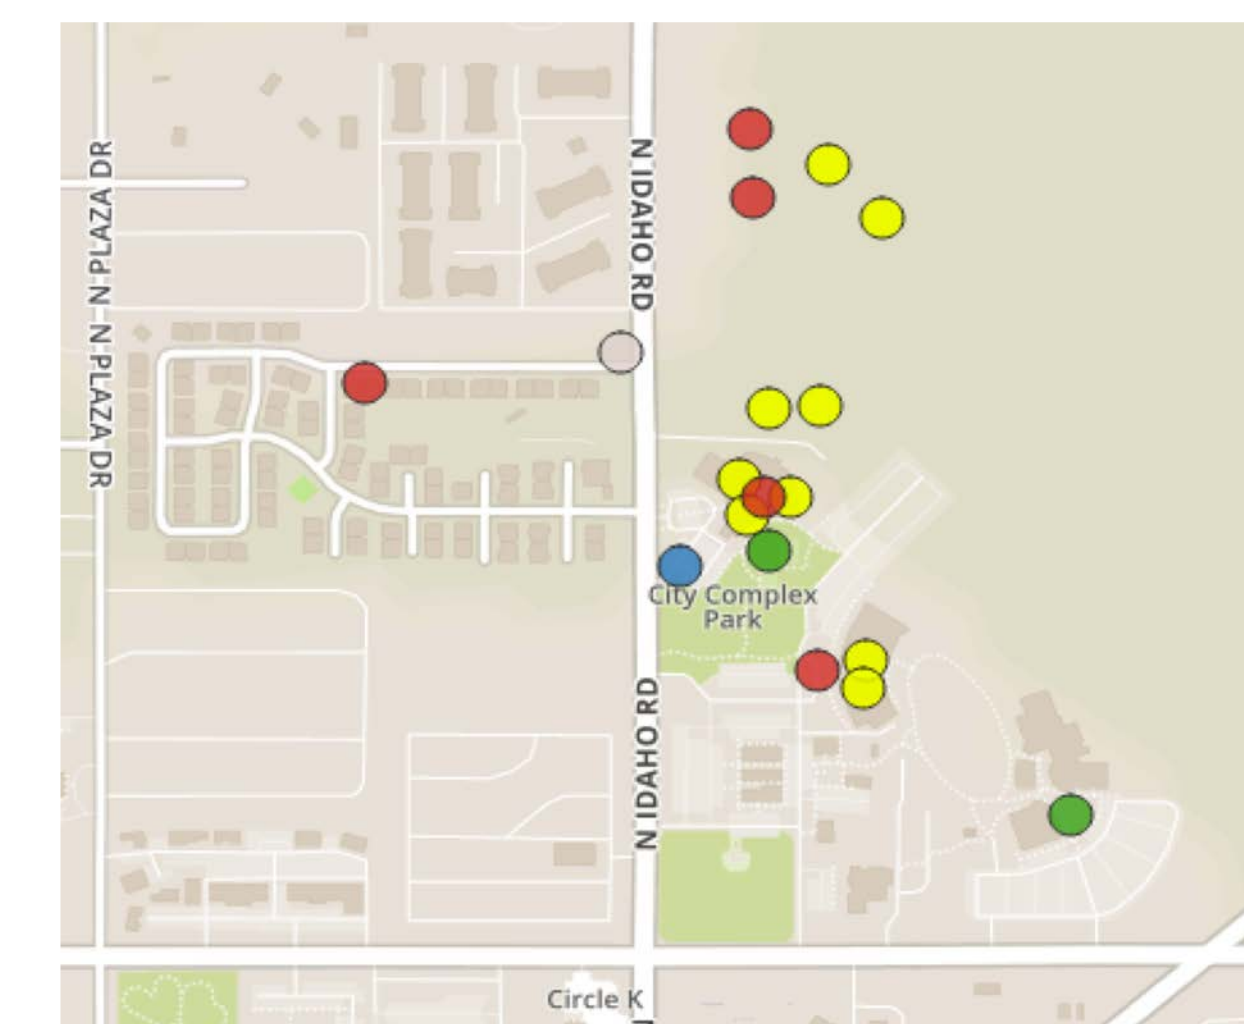 N PLAZA DR
N PLAZA DR
N IDAHO RD
City Complex
Park
N IDAHO RD
Circle K